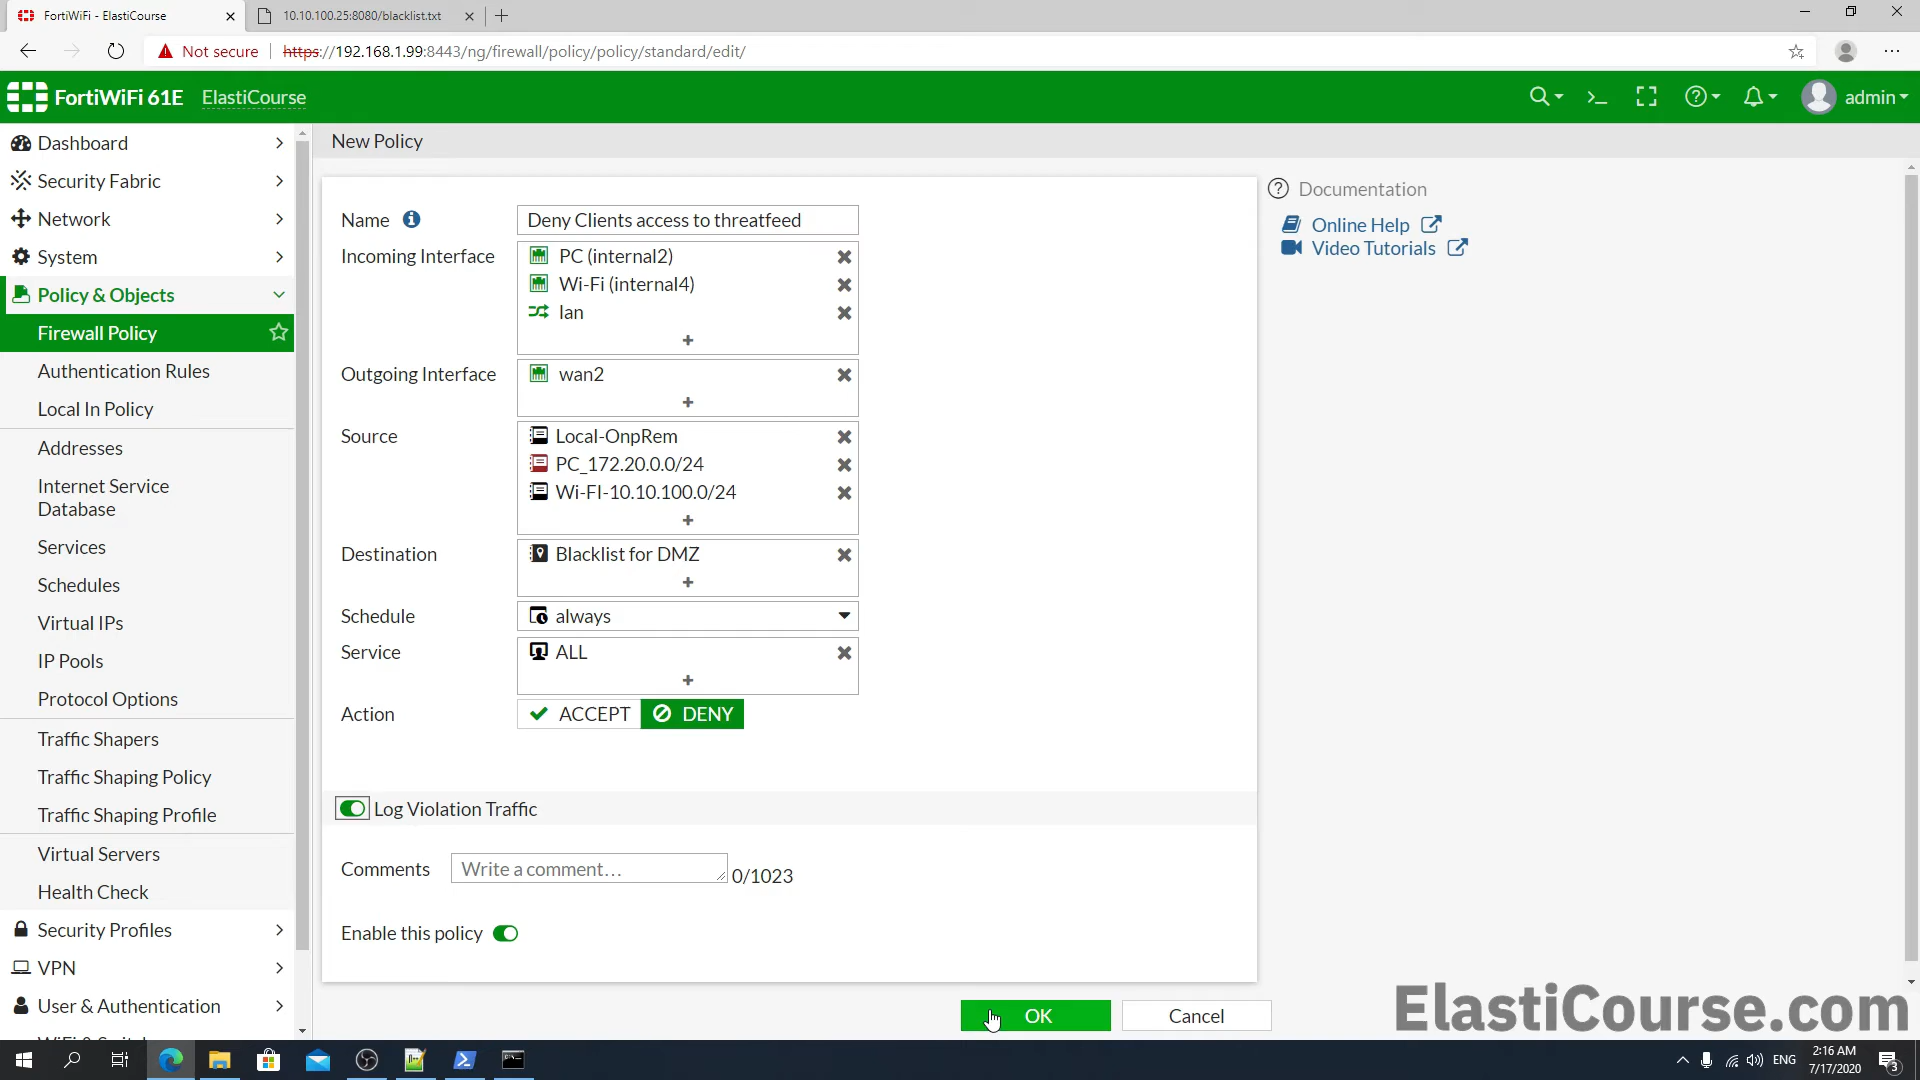 FortiWiFi - ElastiCourse
10.10.100.25:8080/blacklist.txt
Not secure
https://192.168.1.99:8443/ng/firewall/policy/policy/standard/edit/
FortiWiFi 61E
ElastiCourse
admin
Dashboard
Security Fabric
Network
System
Policy & Objects
Firewall Policy
Authentication Rules
Local In Policy
Addresses
Internet Service
Database
Services
Schedules
Virtual IPs
IP Pools
Protocol Options
Traffic Shapers
Traffic Shaping Policy
Traffic Shaping Profile
Virtual Servers
Health Check
Security Profiles
VPN
User & Authentication
New Policy
Name
Deny Clients access to threatfeed
Incoming Interface
PC (internal2)
Wi-Fi (internal4)
lan
Outgoing Interface
wan2
Source
Local-OnpRem
PC_172.20.0.0/24
Wi-FI-10.10.100.0/24
Destination
Blacklist for DMZ
Schedule
always
Service
ALL
Action
ACCEPT
DENY
Log Violation Traffic
Comments
Write a comment...
0/1023
Enable this policy
OK
Cancel
Documentation
Online Help
Video Tutorials
ElastiCourse.com
ENG
2:16 AM
7/17/2020
3